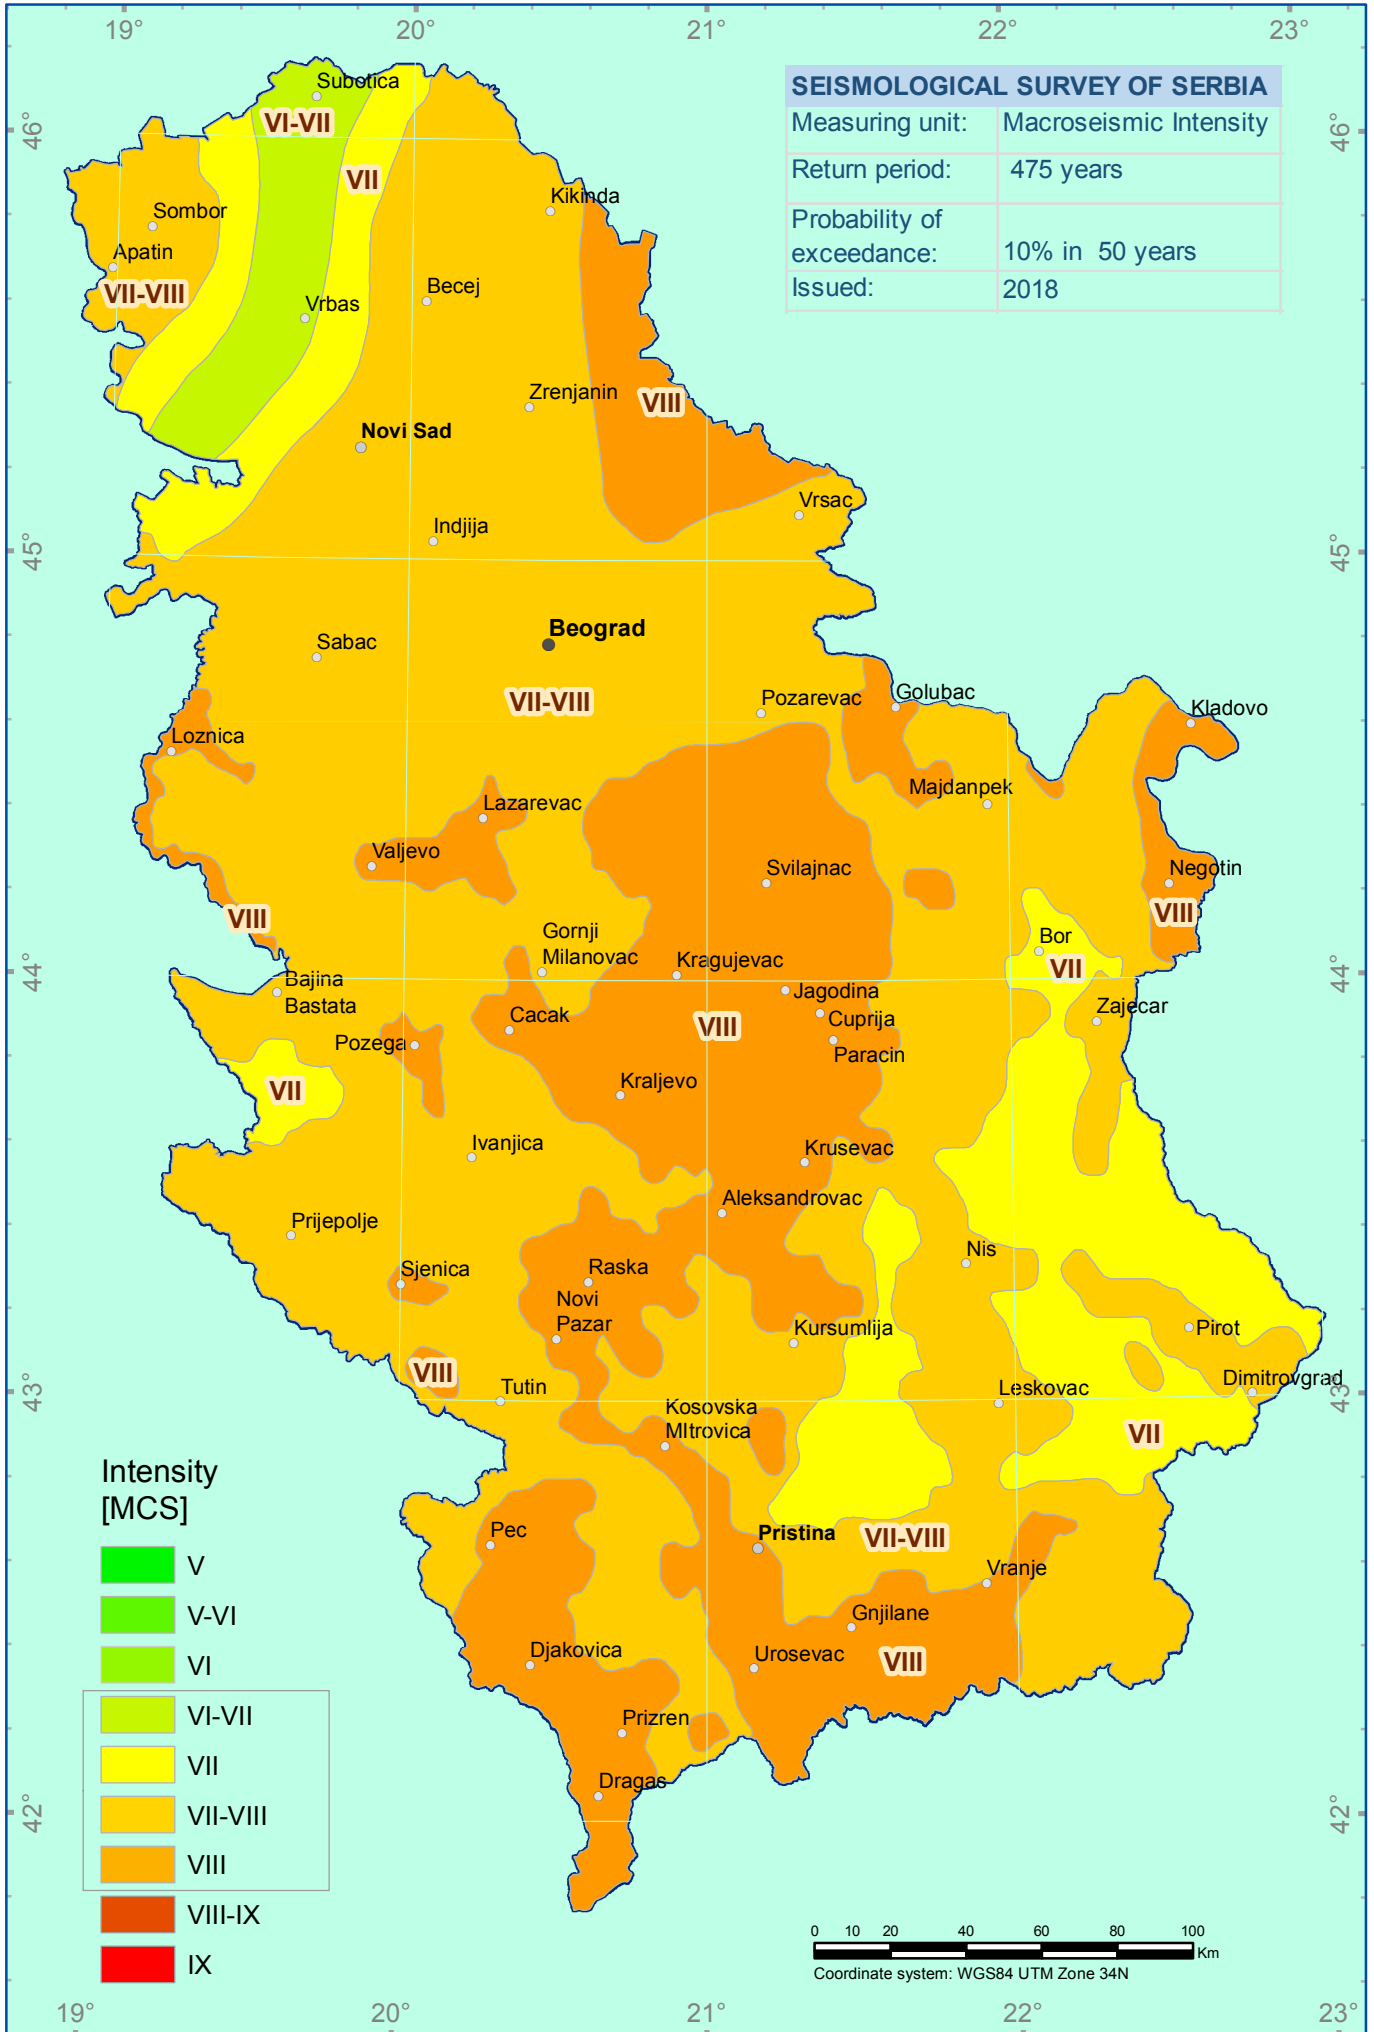 19°
20°
21°
22°
23°
SEISMOLOGICAL SURVEY OF SERBIA
Measuring unit: Macroseismic Intensity
Return period: 475 years
Probability of
exceedance: 10% in 50 years
Issued: 2018
46°
46°
Subotica
VI-VII
VII
Kikinda
Sombor
Apatin
VII-VIII
Becej
Vrbas
Zrenjanin
VIII
Novi Sad
Vrsac
Indjija
45°
45°
Beograd
Sabac
VII-VIII
Pozarevac
Golubac
Kladovo
Loznica
Majdanpek
Lazarevac
Valjevo
Svilajnac
Negotin
VIII
VIII
Gornji
Milanovac
Bor
VII
Kragujevac
44°
44°
Bajina
Bastata
Jagodina
Zajecar
Cacak
VIII
Cuprija
Pozega
Paracin
VII
Kraljevo
Ivanjica
Krusevac
Aleksandrovac
Prijepolje
Nis
Sjenica
Raska
Novi
Pazar
Kursumlija
Pirot
VIII
Dimitrovgrad
43°
43°
Tutin
Leskovac
Kosovska
MItrovica
VII
Pec
Pristina
VII-VIII
Vranje
Gnjilane
Djakovica
Urosevac
VIII
Prizren
Dragas
42°
42°
Intensity
[MCS]
V
V-VI
VI
VI-VII
VII
VII-VIII
VIII
VIII-IX
IX
0 10 20 40 60 80 100
Km
Coordinate system: WGS84 UTM Zone 34N
19°
20°
21°
22°
23°